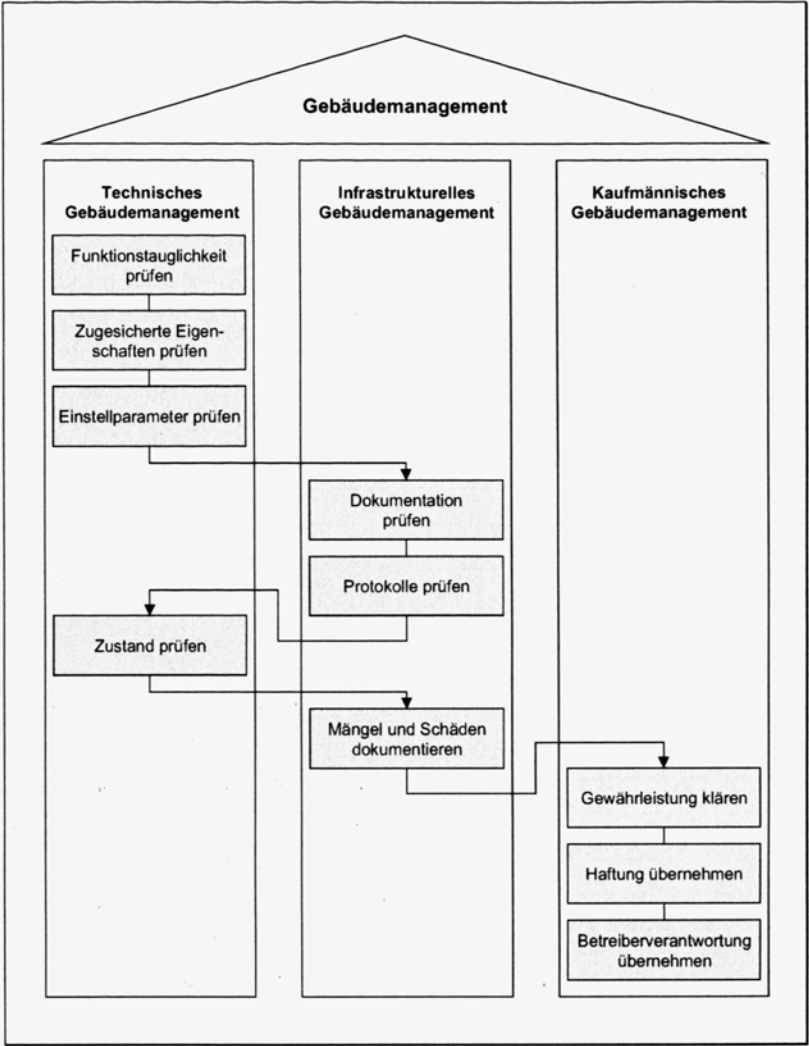 Gebäudemanagement
Technisches
Gebäudemanagement
Infrastrukturelles
Gebäudemanagement
Kaufmännisches
Gebäudemanagement
Funktionstauglichkeit
prüfen
Zugesicherte Eigen-
schaften prüfen
Einstellparameter prüfen
Dokumentation
prüfen
Protokolle prüfen
Zustand prüfen
Mängel und Schäden
dokumentieren
Gewährleistung klären
Haftung übernehmen
Betreiberverantwortung
übernehmen